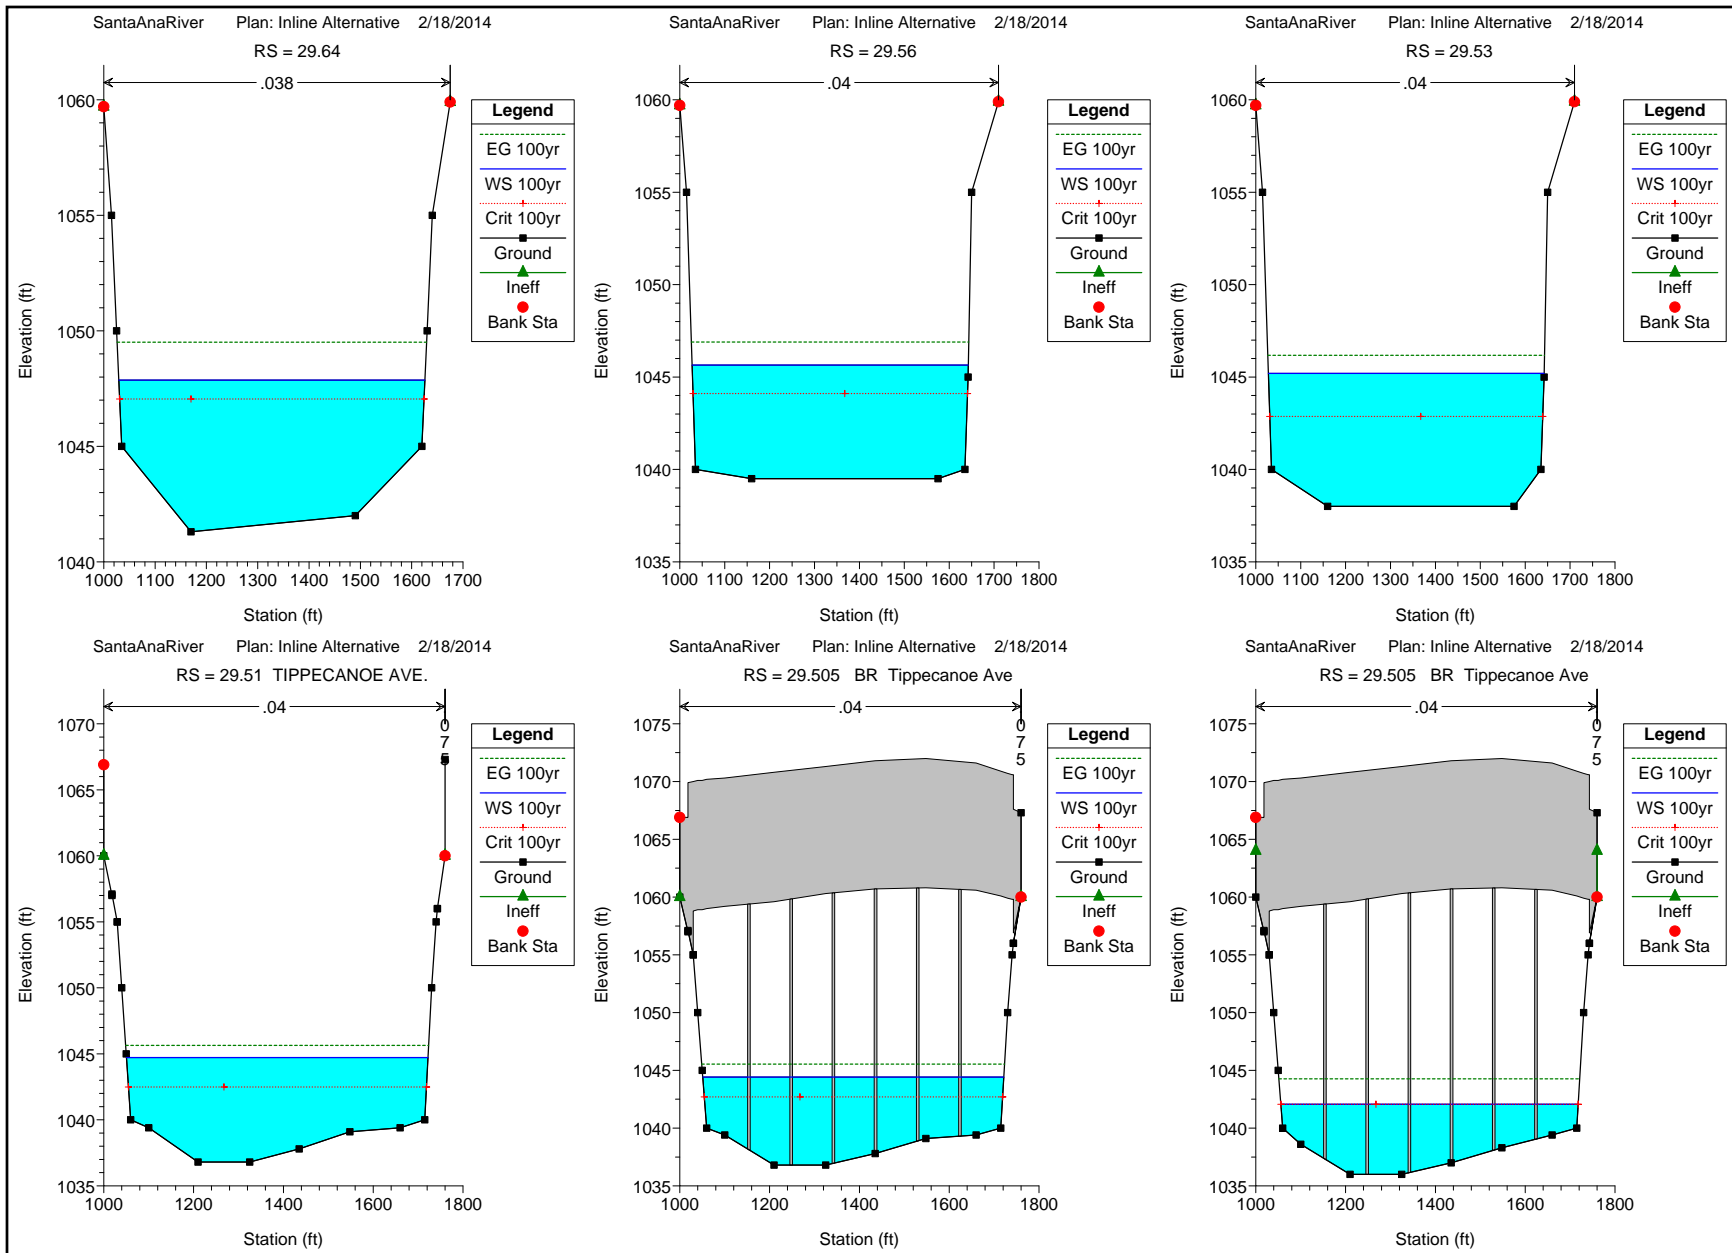 SantaAnaRiver Plan: Inline Alternative 2/18/2014
RS = 29.64
.038
1060
1055
1050
1045
1040
1000 1100 1200 1300 1400 1500 1600 1700
Station (ft)
Elevation (ft)
Legend
EG 100yr
WS 100yr
Crit 100yr
Ground
Ineff
Bank Sta
SantaAnaRiver Plan: Inline Alternative 2/18/2014
RS = 29.56
.04
1060
1055
1050
1045
1040
1035
1000 1200 1400 1600 1800
Station (ft)
Elevation (ft)
Legend
EG 100yr
WS 100yr
Crit 100yr
Ground
Ineff
Bank Sta
SantaAnaRiver Plan: Inline Alternative 2/18/2014
RS = 29.53
.04
1060
1055
1050
1045
1040
1035
1000 1100 1200 1300 1400 1500 1600 1700 1800
Station (ft)
Elevation (ft)
Legend
EG 100yr
WS 100yr
Crit 100yr
Ground
Ineff
Bank Sta
SantaAnaRiver Plan: Inline Alternative 2/18/2014
RS = 29.51 TIPPECANOE AVE.
.04
0
7
5
1070
1065
1060
1055
1050
1045
1040
1035
1000 1200 1400 1600 1800
Station (ft)
Elevation (ft)
Legend
EG 100yr
WS 100yr
Crit 100yr
Ground
Ineff
Bank Sta
SantaAnaRiver Plan: Inline Alternative 2/18/2014
RS = 29.505 BR Tippecanoe Ave
.04
0
7
5
1075
1070
1065
1060
1055
1050
1045
1040
1035
1000 1200 1400 1600 1800
Station (ft)
Elevation (ft)
Legend
EG 100yr
WS 100yr
Crit 100yr
Ground
Ineff
Bank Sta
SantaAnaRiver Plan: Inline Alternative 2/18/2014
RS = 29.505 BR Tippecanoe Ave
.04
0
7
5
1075
1070
1065
1060
1055
1050
1045
1040
1035
1000 1200 1400 1600 1800
Station (ft)
Elevation (ft)
Legend
EG 100yr
WS 100yr
Crit 100yr
Ground
Ineff
Bank Sta